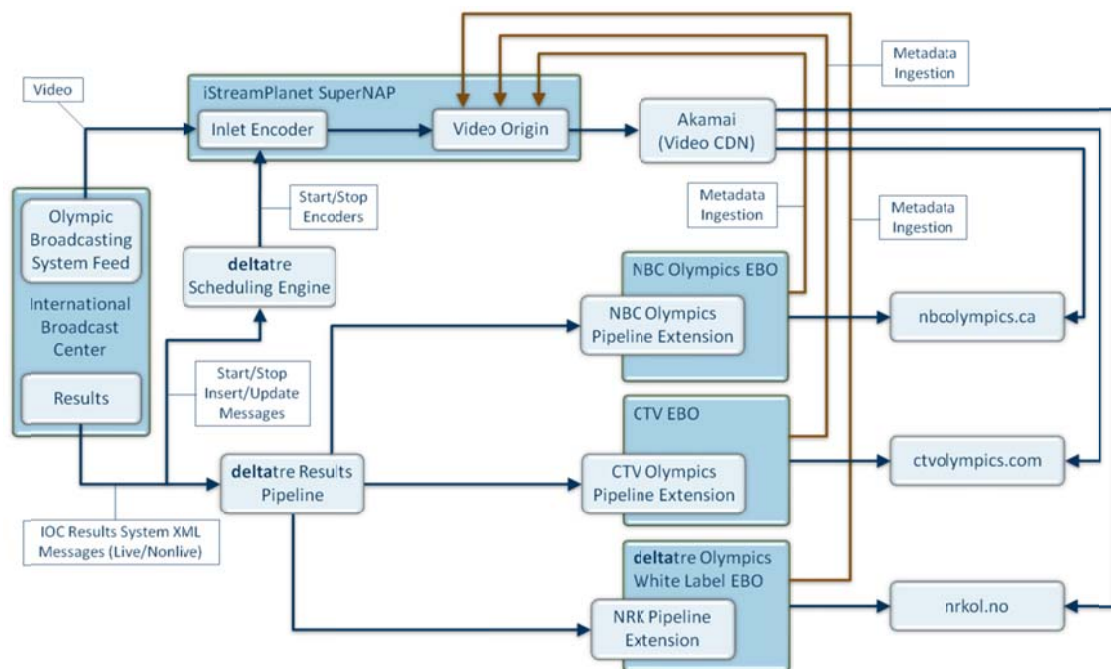 Video
iStreamPlanet SuperNAP
Inlet Encoder
Video Origin
Metadata
Ingestion
Akamai
(Video CDN)
Olympic
Broadcasting
System Feed
International
Broadcast
Center
Results
Start/Stop
Encoders
deltatre
Scheduling Engine
Start/Stop
Insert/Update
Messages
Metadata
Ingestion
Metadata
Ingestion
NBC Olympics EBO
NBC Olympics
Pipeline Extension
nbcolympics.ca
CTV EBO
CTV Olympics
Pipeline Extension
ctvolympics.com
deltatre Results
Pipeline
IOC Results System XML
Messages (Live/Nonlive)
deltatre Olympics
White Label EBO
NRK Pipeline
Extension
nrkol.no